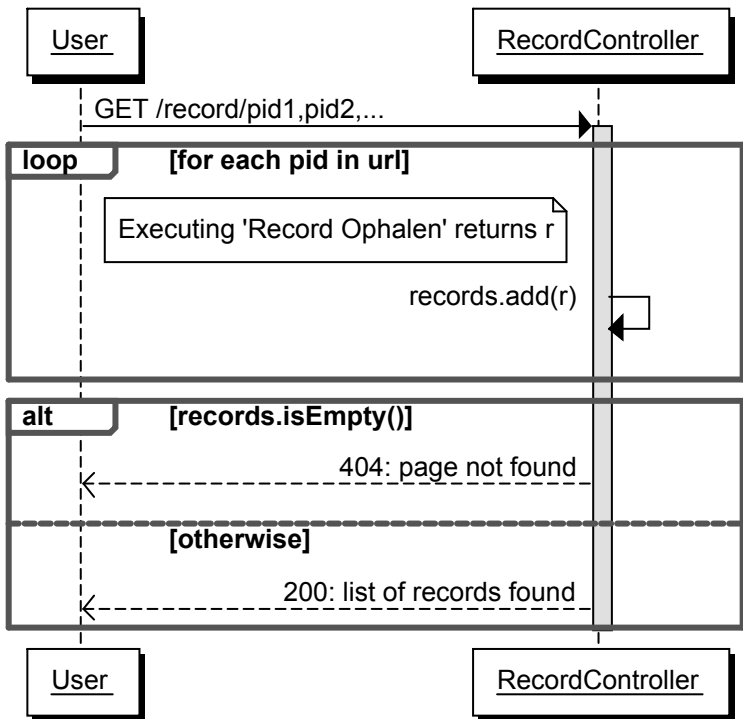 User
RecordController
GET /record/pid1,pid2,...
loop
[for each pid in url]
Executing 'Record Ophalen' returns r
records.add(r)
alt
[records.isEmpty()]
404: page not found
[otherwise]
200: list of records found
User
RecordController